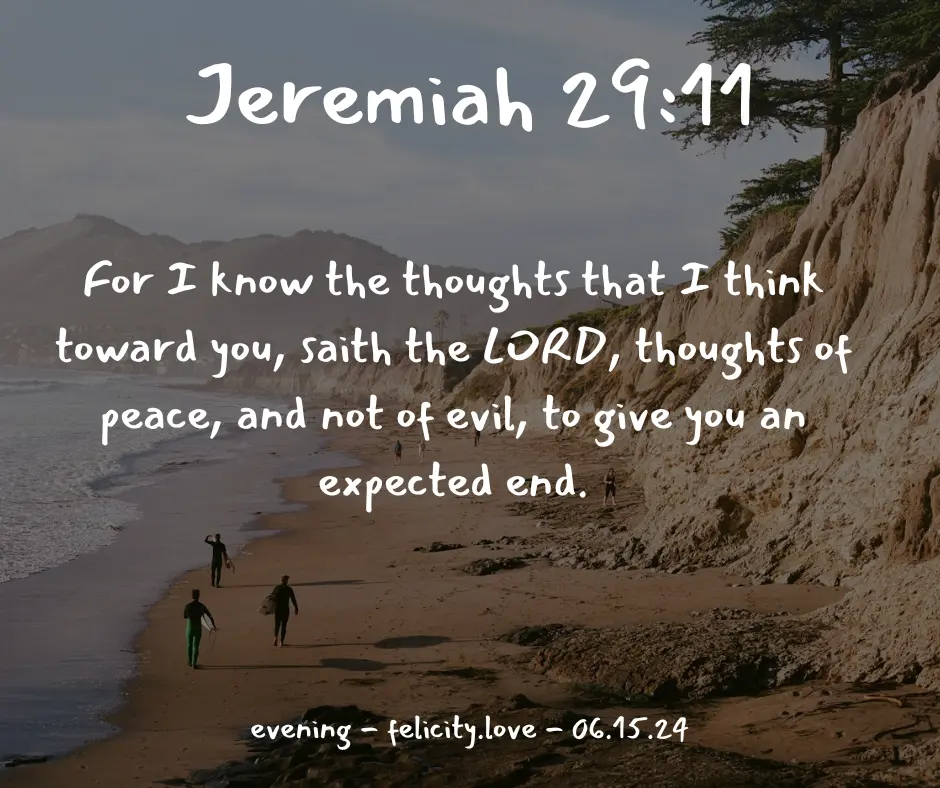 Jeremiah 29:11
For I know the thoughts that I think
toward you, saith the LORD, thoughts of
peace, and not of evil, to give you an
expected end.
evening - felicity.love - 06.15.24